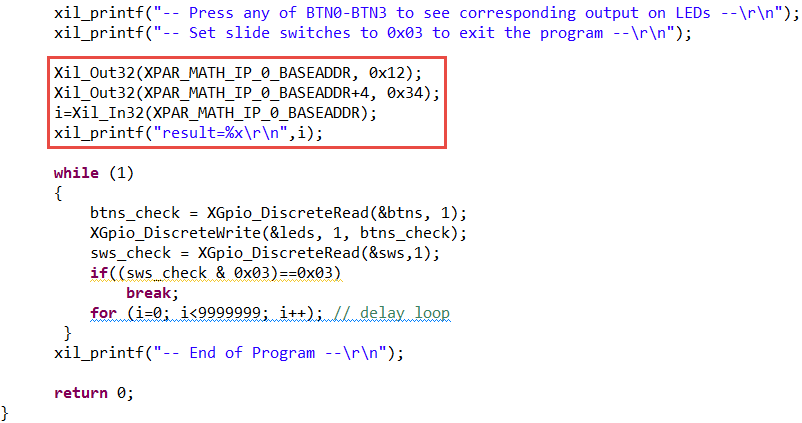 xil_printf("-- Press any of BTN0-BTN3 to see corresponding output on LEDs --\r\n");
xil_printf("-- Set slide switches to 0x03 to exit the program --\r\n");
Xil_Out32(XPAR_MATH_IP_0_BASEADDR, 0x12);
Xil_Out32(XPAR_MATH_IP_0_BASEADDR+4, 0x34);
i=Xil_In32(XPAR_MATH_IP_0_BASEADDR);
xil_printf("result=%x\r\n",i);
while (1)
{
btns_check = XGpio_DiscreteRead(&btns, 1);
XGpio_DiscreteWrite(&leds, 1, btns_check);
sws_check = XGpio_DiscreteRead(&sws,1);
if((sws_check & 0x03)==0x03)
break;
for (i=0; i<9999999; i++); // delay loop
}
xil_printf("-- End of Program --\r\n");
return 0;
}